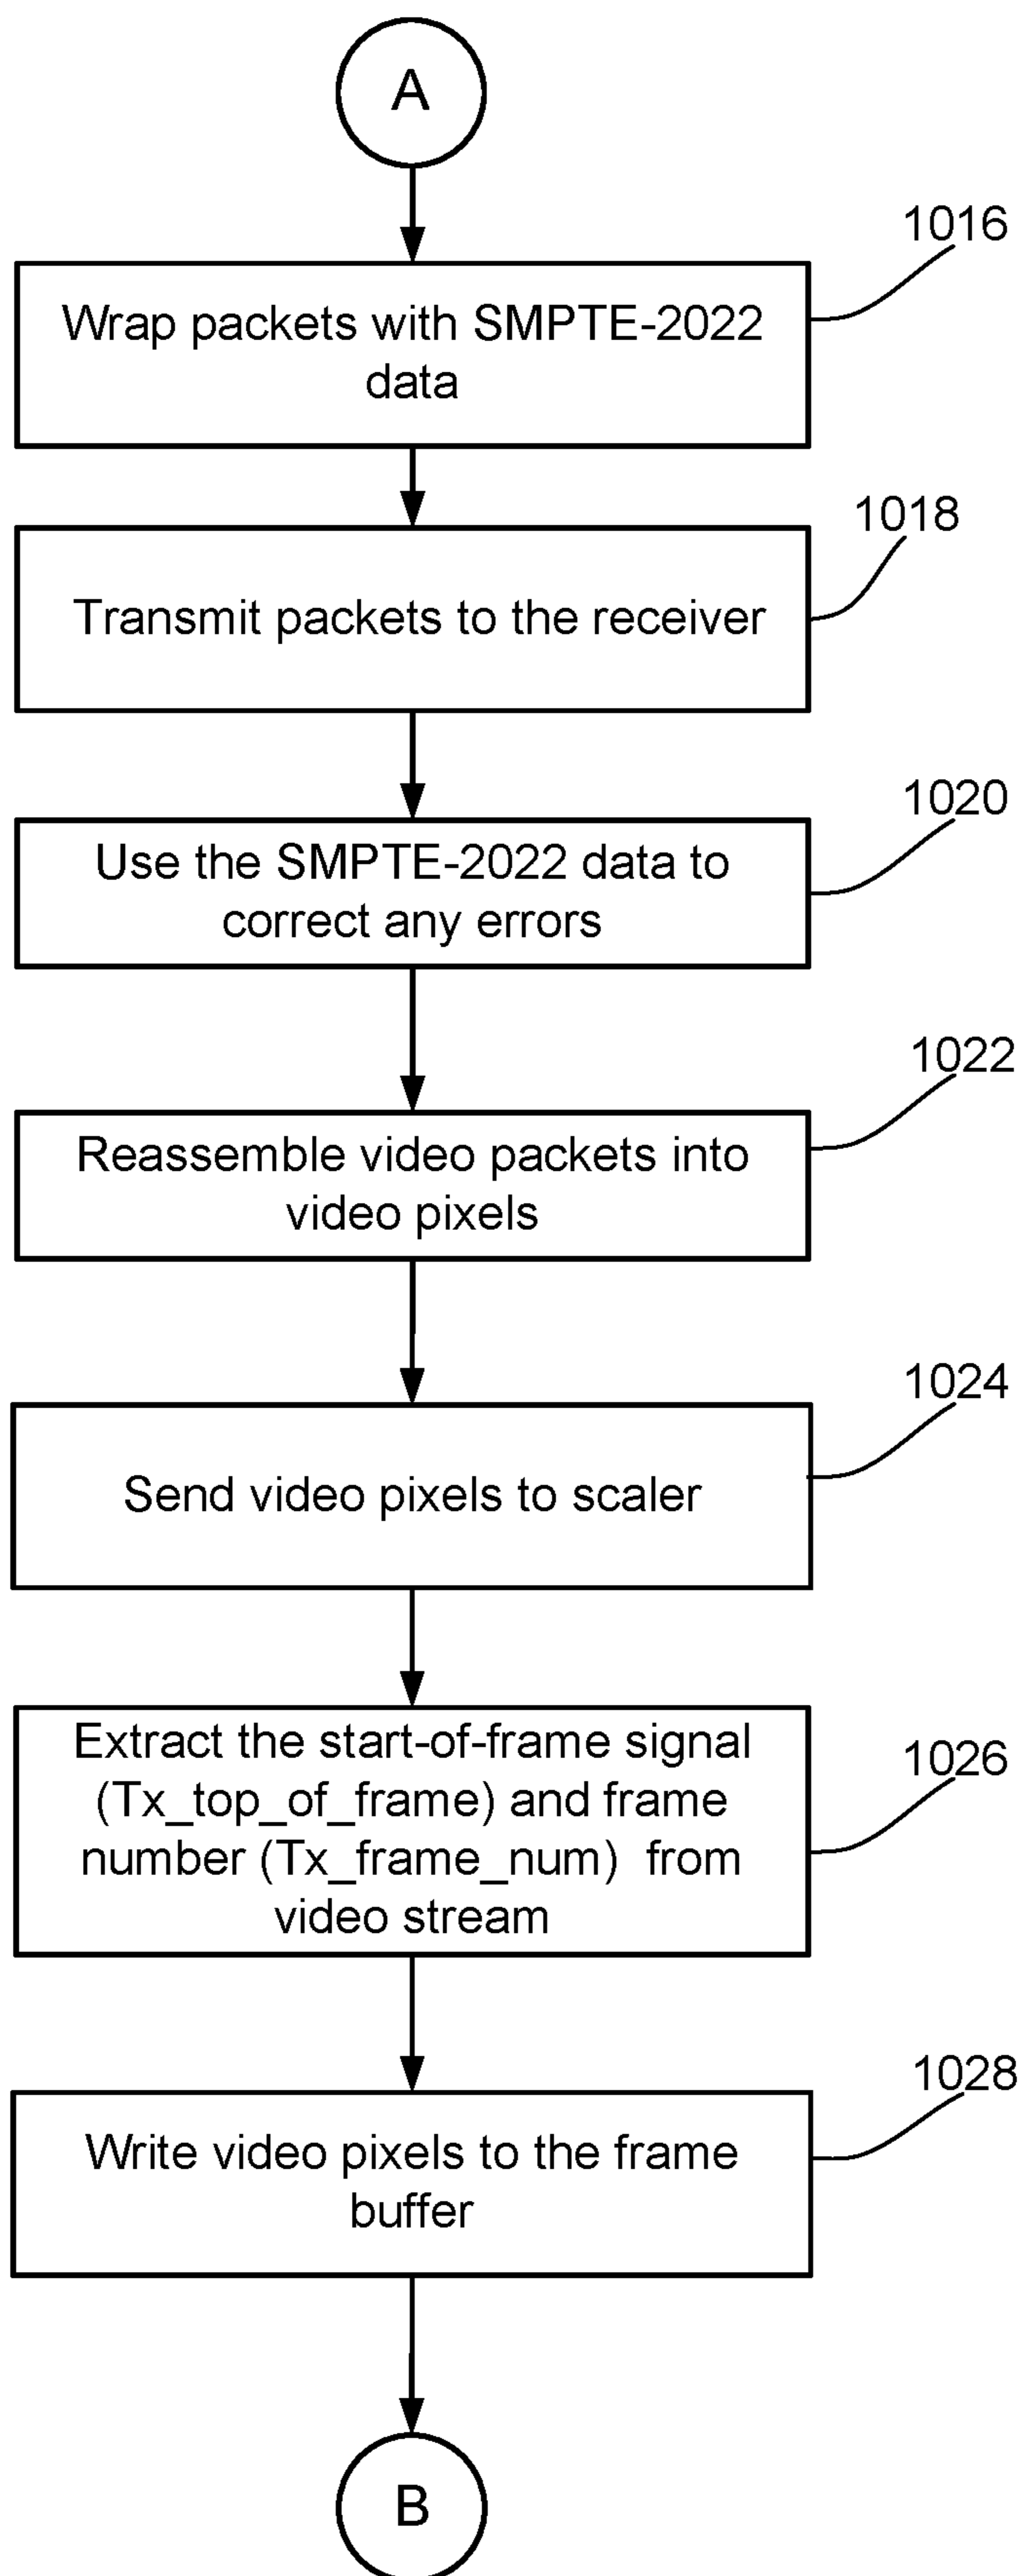 A
1016
Wrap packets with SMPTE-2022
data
1018
Transmit packets to the receiver
1020
Use the SMPTE-2022 data to
correct any errors
1022
Reassemble video packets into
video pixels
1024
Send video pixels to scaler
1026
Extract the start-of-frame signal
(Tx_top_of_frame) and frame
number (Tx_frame_num) from
video stream
1028
Write video pixels to the frame
buffer
B